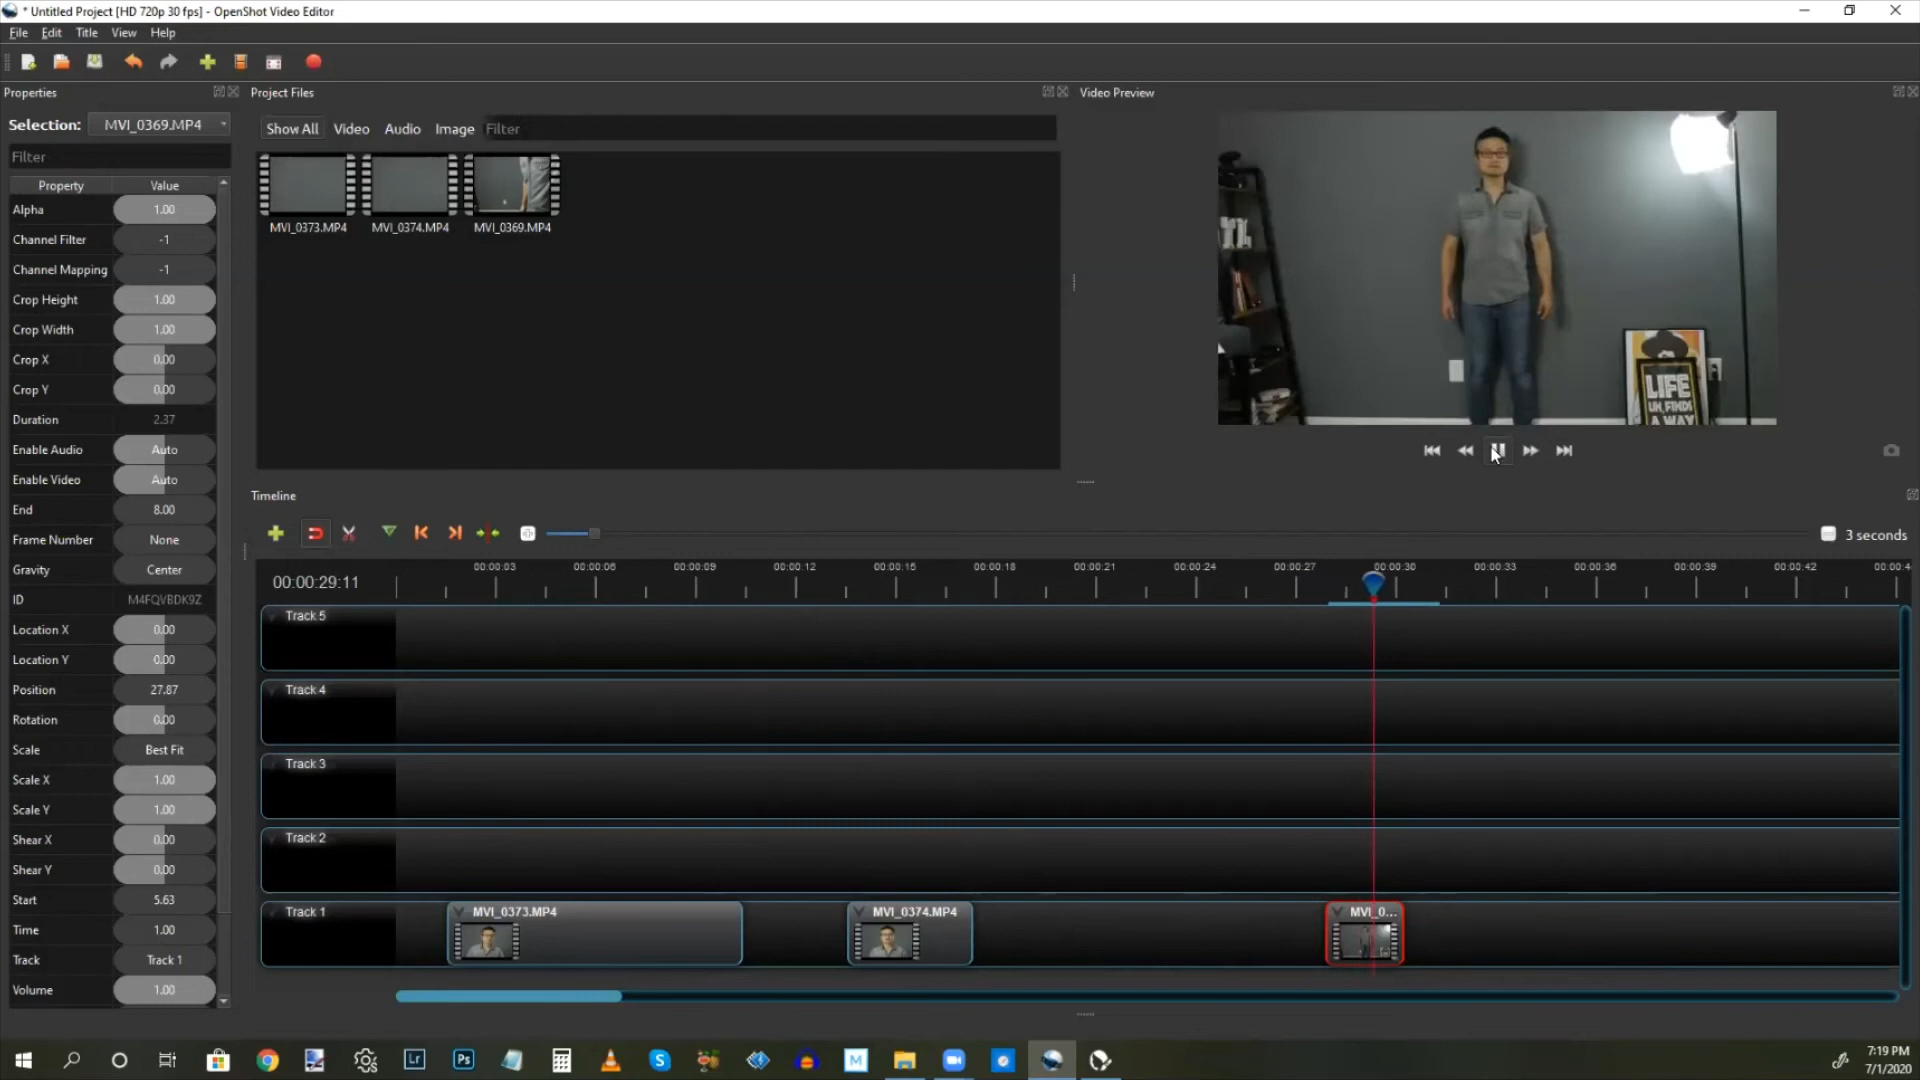 * Untitled Project [HD 720p 30 fps] - OpenShot Video Editor
File Edit Title View Help
Properties
Project Files
Video Preview
Selection: MVI_0369.MP4
Show All Video Audio Image Filter
Filter
Property Value
Alpha 1.00
Channel Filter -1
Channel Mapping -1
Crop Height 1.00
Crop Width 1.00
Crop X 0.00
Crop Y 0.00
Duration 2.37
Enable Audio Auto
Enable Video Auto
End 8.00
Frame Number None
Gravity Center
ID M4FQVBDK9Z
Location X 0.00
Location Y 0.00
Position 27.87
Rotation 0.00
Scale Best Fit
Scale X 1.00
Scale Y 1.00
Shear X 0.00
Shear Y 0.00
Start 5.63
Time 1.00
Track Track 1
Volume 1.00
MVI_0373.MP4 MVI_0374.MP4 MVI_0369.MP4
LIFE
UH, FINDS
A WAY
Timeline
3 seconds
00:00:29:11
00:00:03 00:00:06 00:00:09 00:00:12 00:00:15 00:00:18 00:00:21 00:00:24 00:00:27 00:00:30 00:00:33 00:00:36 00:00:39 00:00:42 00:00:4
Track 5
Track 4
Track 3
Track 2
Track 1
MVI_0373.MP4 MVI_0374.MP4 MVI_0...
Lr Ps S M
7:19 PM
7/1/2020